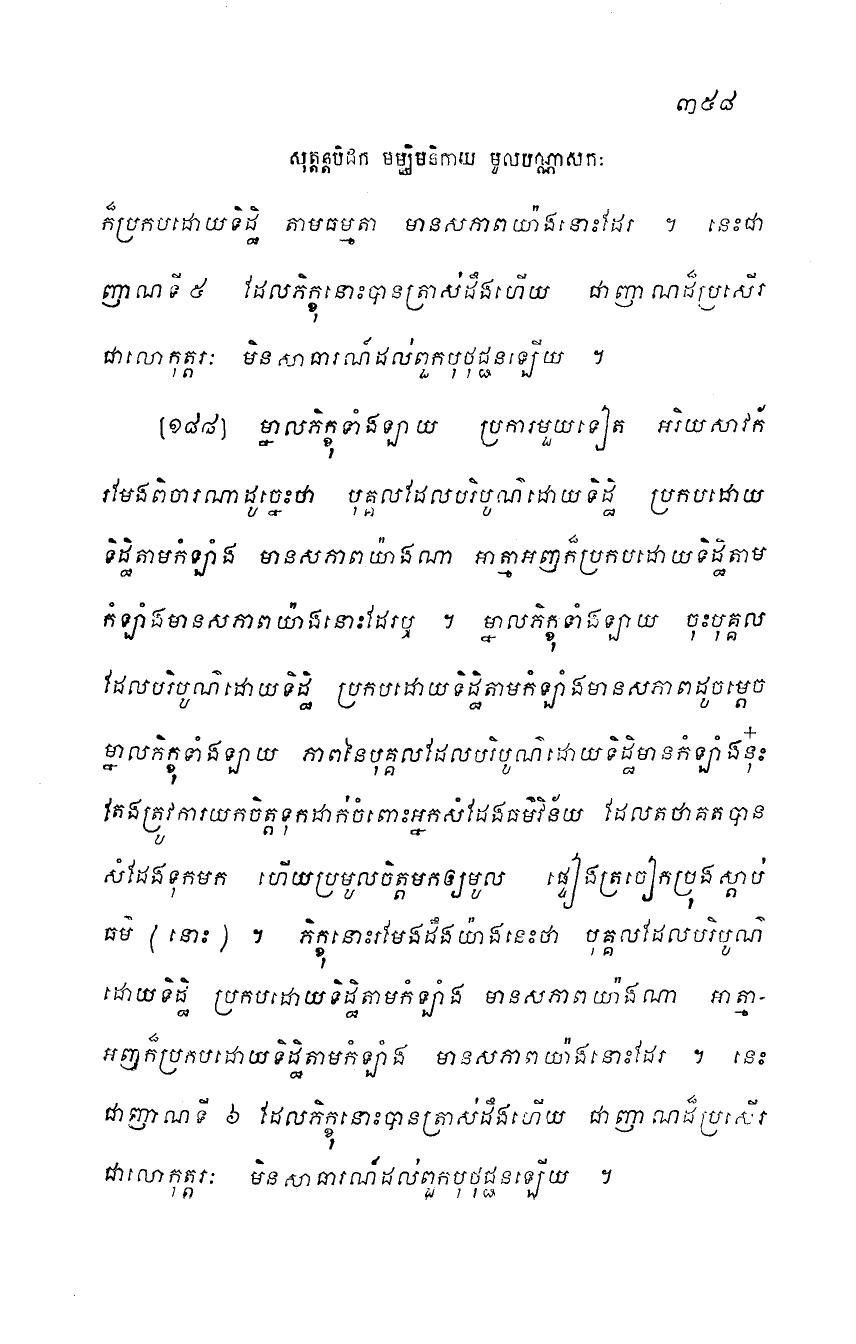 ៣៥៨
សុត្តន្តបិដក មជ្ឈិមនិកាយ មូលបណ្ណាសកៈ
ក៏ប្រកបដោយទិដ្ឋិ តាមធម្មតា មានសភាពយ៉ាងនោះដែរ ។ នេះជា
ញាណទី ៥ ដែលភិក្ខុនោះបានត្រាស់ដឹងហើយ ជាញាណដ៏ប្រសើរ
ជាលោកុត្តរៈ មិនសាធារណ៍ដល់ពួកបុថុជ្ជនឡើយ ។
[១៨៨] ម្នាលភិក្ខុទាំងឡាយ ប្រការមួយទៀត អរិយសាវ័ក
រមែងពិចារណាដូច្នេះថា បុគ្គលដែលបរិបូណ៌ដោយទិដ្ឋិ ប្រកបដោយ
ទិដ្ឋិតាមកំឡាំង មានសភាពយ៉ាងណា អាត្មាអញក៏ប្រកបដោយទិដ្ឋិតាម
កំឡាំងមានសភាពយ៉ាងនោះដែរឬ ។ ម្នាលភិក្ខុទាំងឡាយ ចុះបុគ្គល
ដែលបរិបូណ៌ដោយទិដ្ឋិ ប្រកបដោយទិដ្ឋិតាមកំឡាំងមានសភាពដូចម្តេច
ម្នាលភិក្ខុទាំងឡាយ ភាពនៃបុគ្គលដែលបរិបូណ៌ដោយទិដ្ឋិមានកំឡាំងនុ៎ះ
តែងត្រូវការយកចិត្តទុកដាក់ចំពោះអ្នកសំដែងធម៌វិន័យ ដែលតថាគតបាន
សំដែងទុកមក ហើយប្រមូលចិត្តមកឲ្យមូល ផ្ទៀងត្រចៀកប្រុងស្តាប់
ធម៌ (នោះ) ។ ភិក្ខុនោះរមែងដឹងយ៉ាងនេះថា បុគ្គលដែលបរិបូណ៌
ដោយទិដ្ឋិ ប្រកបដោយទិដ្ឋិតាមកំឡាំង មានសភាពយ៉ាងណា អាត្មា-
អញក៏ប្រកបដោយទិដ្ឋិតាមកំឡាំង មានសភាពយ៉ាងនោះដែរ ។ នេះ
ជាញាណទី ៦ ដែលភិក្ខុនោះបានត្រាស់ដឹងហើយ ជាញាណដ៏ប្រសើរ
ជាលោកុត្តរៈ មិនសាធារណ៍ដល់ពួកបុថុជ្ជនឡើយ ។